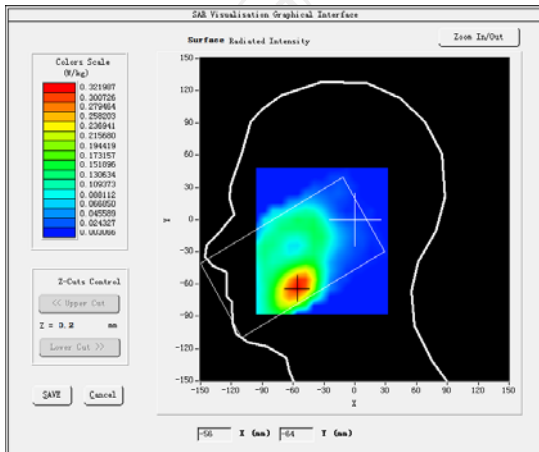 SAR Visualisation Graphical Interface
Surface Radiated Intensity
Zoom In/Out
Colors Scale
(W/kg)
0.321987
0.300726
0.279464
0.258203
0.236941
0.215680
0.194419
0.173157
0.151896
0.130634
0.109373
0.088112
0.066850
0.045589
0.024327
0.003066
Z-Cuts Control
<< Upper Cut
Z = 0.2 mm
Lower Cut >>
SAVE
Cancel
150
120
90
60
30
0
-30
-60
-90
-120
-150
Y
-150 -120 -90 -60 -30 0 30 60 90 120 150
X
-56 X (mm) -64 Y (mm)